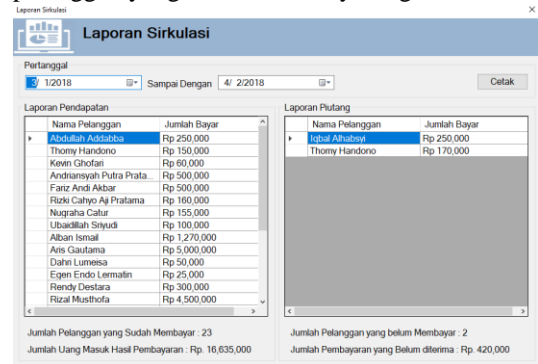 Laporan Sirkulasi
Laporan Sirkulasi
Pertanggal
3/ 1/2018 Sampai Dengan 4/ 2/2018 Cetak
Laporan Pendapatan
Nama Pelanggan Jumlah Bayar
Abdullah Addabba Rp 250,000
Thomy Handono Rp 150,000
Kevin Ghofari Rp 60,000
Andriansyah Putra Prata... Rp 500,000
Fariz Andi Akbar Rp 500,000
Rizki Cahyo Aji Pratama Rp 160,000
Nugraha Catur Rp 155,000
Ubaidillah Sriyudi Rp 100,000
Alban Ismail Rp 1,270,000
Aris Gautama Rp 5,000,000
Dahri Lumeisa Rp 50,000
Egen Endo Lermatin Rp 25,000
Rendy Destara Rp 300,000
Rizal Musthofa Rp 4,500,000
Jumlah Pelanggan yang Sudah Membayar : 23
Jumlah Uang Masuk Hasil Pembayaran : Rp. 16,635,000
Laporan Piutang
Nama Pelanggan Jumlah Bayar
Iqbal Alhabsyi Rp 250,000
Thomy Handono Rp 170,000
Jumlah Pelanggan yang belum Membayar : 2
Jumlah Pembayaran yang Belum diterima : Rp. 420,000